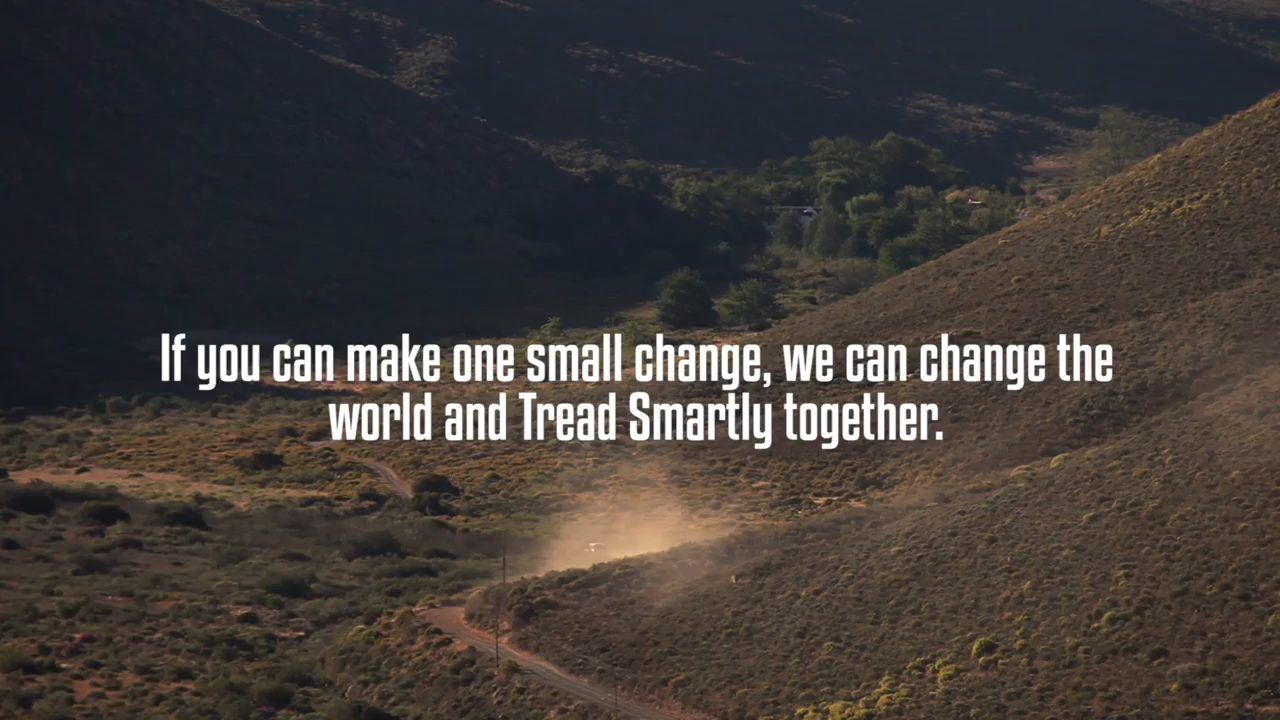 If you can make one small change, we can change the
world and Tread Smartly together.